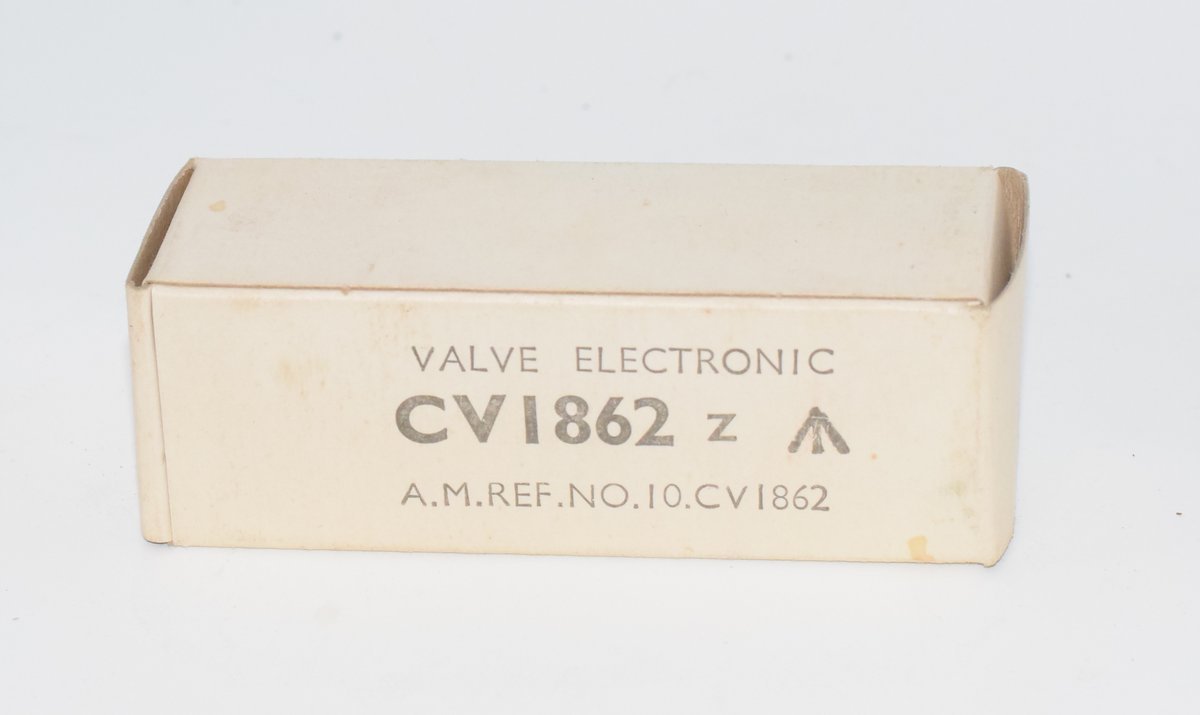 VALVE ELECTRONIC
CV1862 Z
A.M.REF.NO.10.CV1862